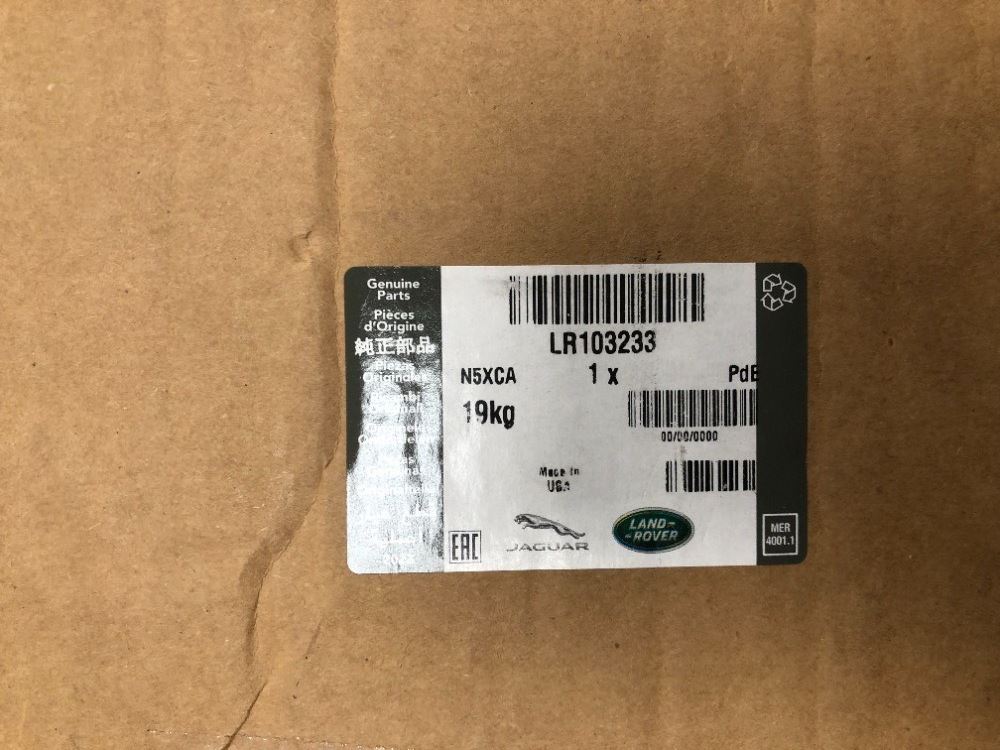 Genuine
Parts
Pièces
d'Origine
純正部品
LR103233
N5XCA
1 x
PdE
19kg
00/00/0000
Made in
USA
EAC
JAGUAR
LAND-
-ROVER
MER
4001.1